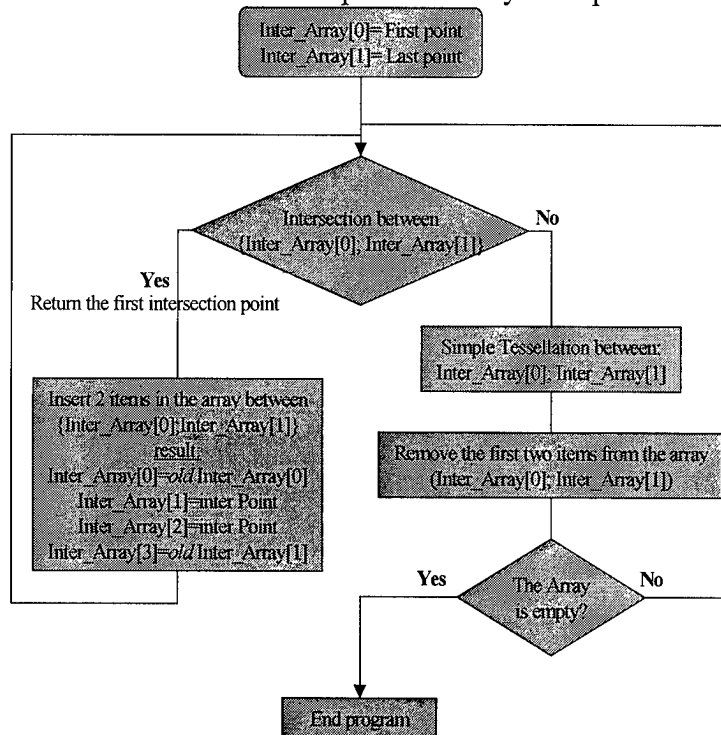 Inter_Array[0]= First point
Inter_Array[1]= Last point
Intersection between
{Inter_Array[0]; Inter_Array[1]}
No
Yes
Return the first intersection point
Simple Tessellation between:
Inter_Array[0]; Inter_Array[1]
Insert 2 items in the array between
{Inter_Array[0];Inter_Array[1]}
result:
Inter_Array[0]=old Inter_Array[0]
Inter_Array[1]=inter Point
Inter_Array[2]=inter Point
Inter_Array[3]=old Inter_Array[1]
Remove the first two items from the array
(Inter_Array[0]; Inter_Array[1])
Yes
The Array
is empty?
No
End program